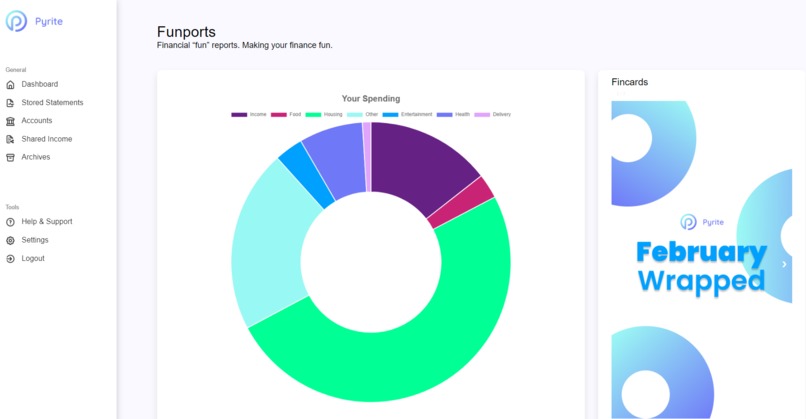 Pyrite
General
Dashboard
Stored Statements
Accounts
Shared Income
Archives
Tools
Help & Support
Settings
Logout
Funports
Financial “fun” reports. Making your finance fun.
Your Spending
Income Food Housing Other Entertainment Health Delivery
Fincards
Pyrite
February
Wrapped